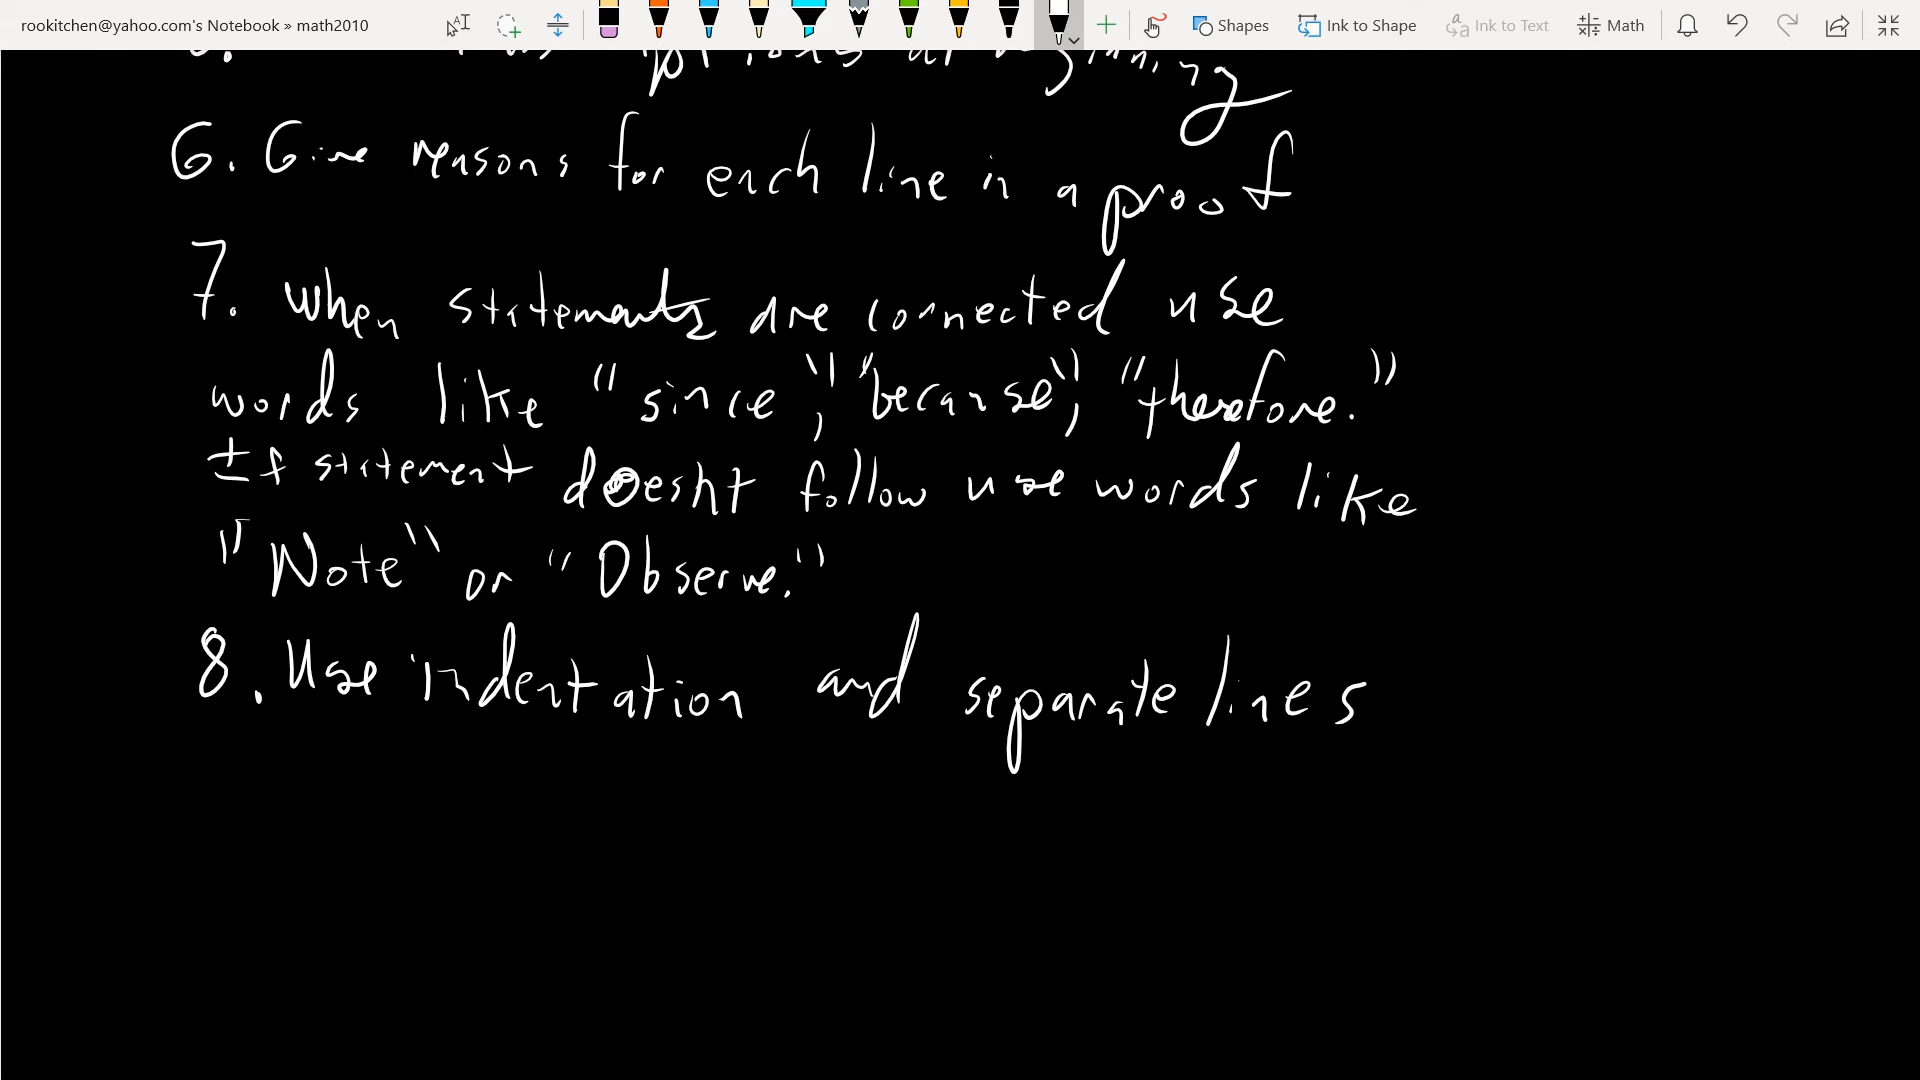 rookitchen@yahoo.com's Notebook » math2010
Shapes
Ink to Shape
Ink to Text
Math
at beginning
6. Give reasons for each line in a proof
7. When statements are connected use
words like "since," "because", "therefore."
If statement doesn't follow use words like
"Note" or "Observe."
8. Use indentation and separate lines